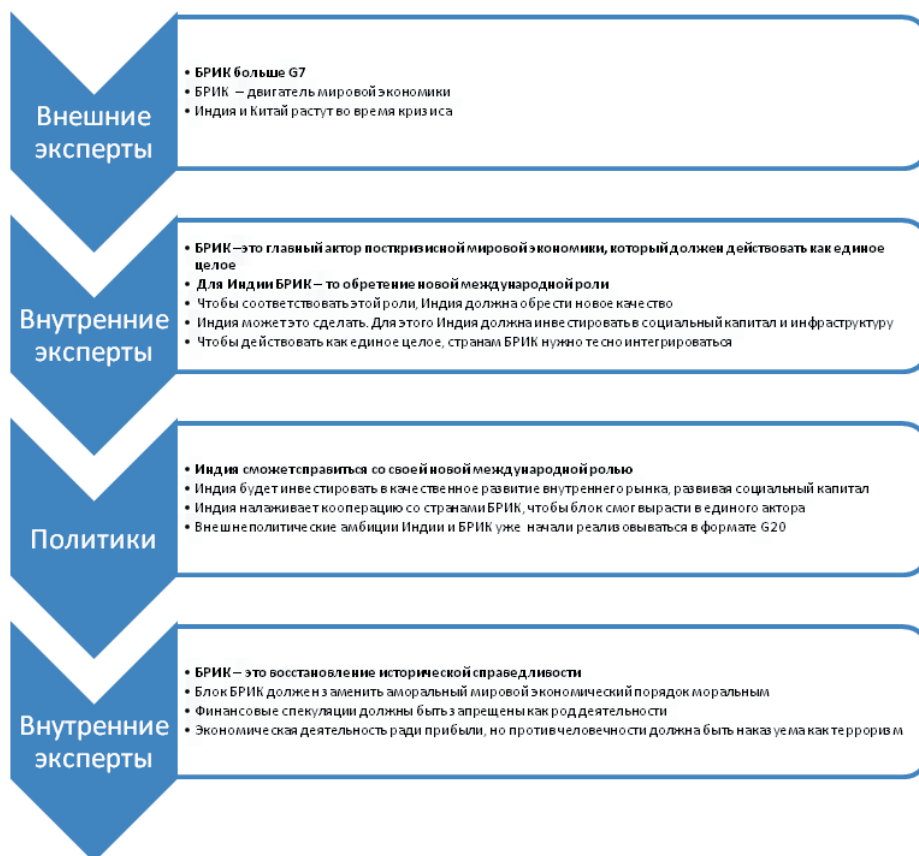 Внешние
эксперты
• БРИК больше G7
• БРИК – двигатель мировой экономики
• Индия и Китай растут во время кризиса
Внутренние
эксперты
• БРИК – это главный актор посткризисной мировой экономики, который должен действовать как единое
целое
• Для Индии БРИК – то обретение новой международной роли
• Чтобы соответствовать этой роли, Индия должна обрести новое качество
• Индия может это сделать. Для этого Индия должна инвестировать в социальный капитал и инфраструктуру
• Чтобы действовать как единое целое, странам БРИК нужно тесно интегрироваться
Политики
• Индия сможет справиться со своей новой международной ролью
• Индия будет инвестировать в качественное развитие внутреннего рынка, развивая социальный капитал
• Индия налаживает кооперацию со странами БРИК, чтобы блок смог вырасти в единого актора
• Внешнеполитические амбиции Индии и БРИК уже начали реализовываться в формате G20
Внутренние
эксперты
• БРИК – это восстановление исторической справедливости
• Блок БРИК должен заменить аморальный мировой экономический порядок моральным
• Финансовые спекуляции должны быть запрещены как род деятельности
• Экономическая деятельность ради прибыли, но против человечности должна быть наказуема как терроризм